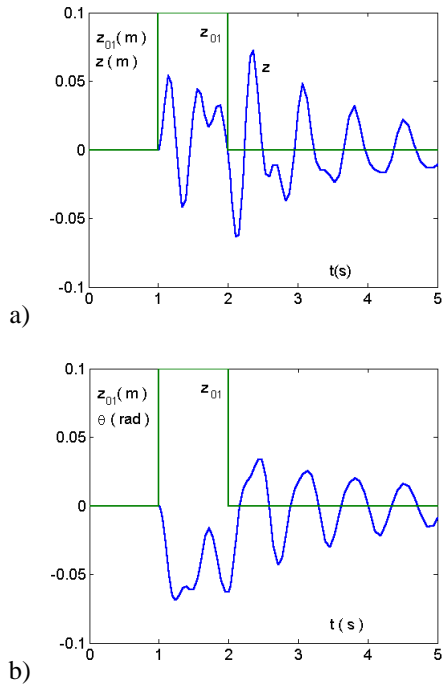 0.1
z₀₁ ( m )
z₀₁
z ( m )
z
0.05
0
-0.05
t(s)
-0.1
0 1 2 3 4 5
a)
0.1
z₀₁ ( m )
z₀₁
θ ( rad )
0.05
0
-0.05
t ( s )
-0.1
0 1 2 3 4 5
b)